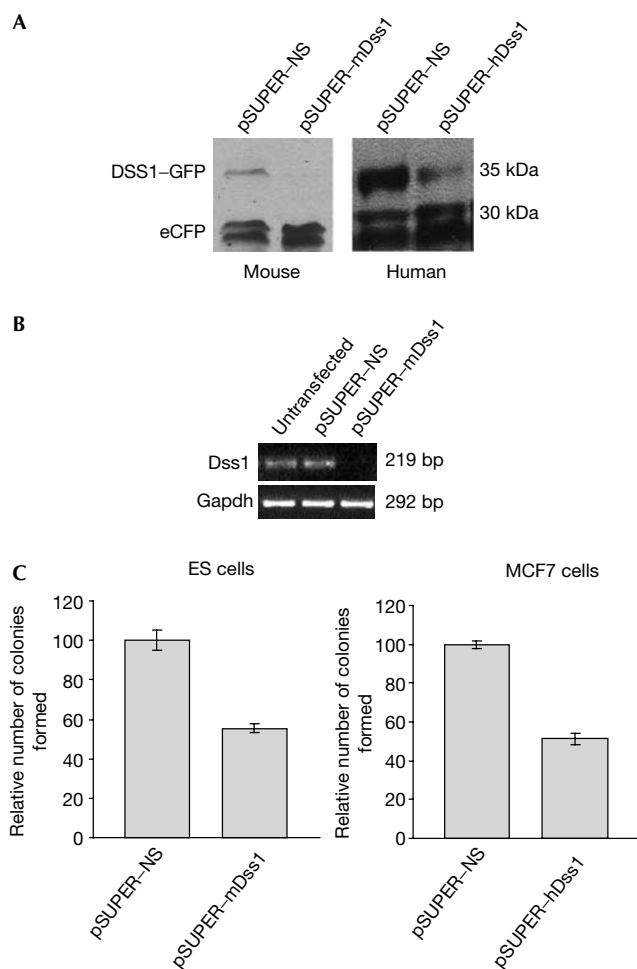 A
pSUPER–NS
pSUPER–mDss1
pSUPER–NS
pSUPER–hDss1
DSS1–GFP
35 kDa
30 kDa
eCFP
Mouse
Human
B
Untransfected
pSUPER–NS
pSUPER–mDss1
Dss1
219 bp
Gapdh
292 bp
C
ES cells
Relative number of colonies
formed
120
100
80
60
40
20
0
pSUPER–NS
pSUPER–mDss1
MCF7 cells
Relative number of colonies
formed
120
100
80
60
40
20
0
pSUPER–NS
pSUPER–hDss1